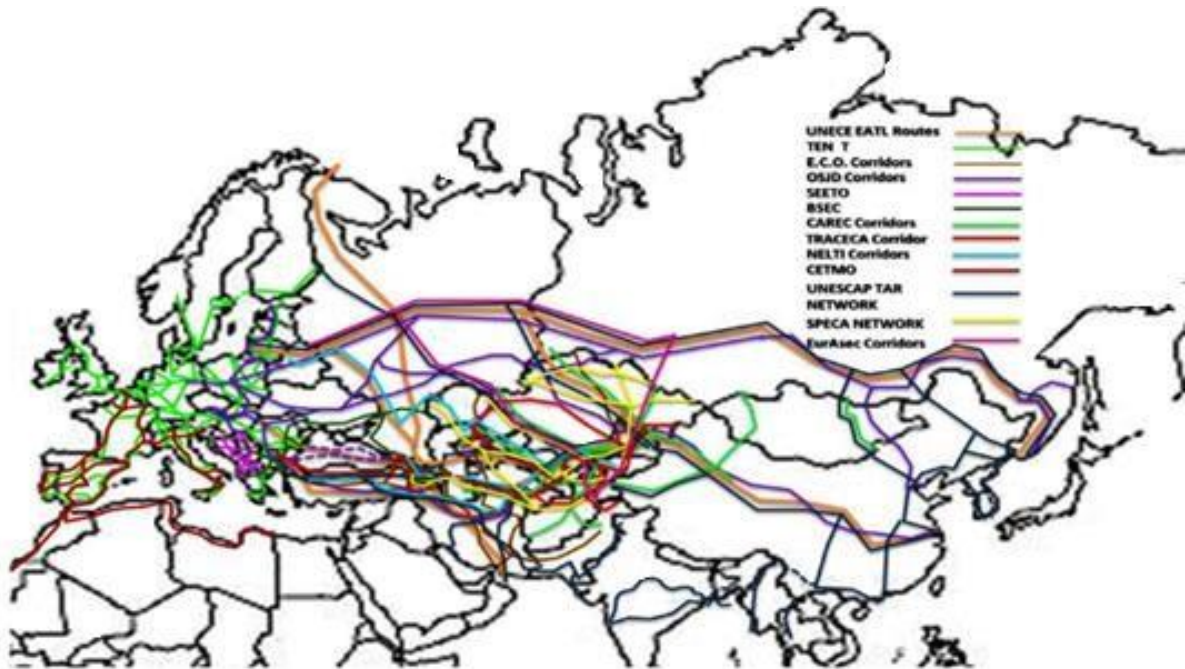 UNECE EATL Routes
TEN T
E.C.O. Corridors
OSJD Corridors
SEETO
BSEC
CAREC Corridors
TRACECA Corridor
NELTI Corridors
CETMO
UNESCAP TAR
NETWORK
SPECA NETWORK
EurAsec Corridors